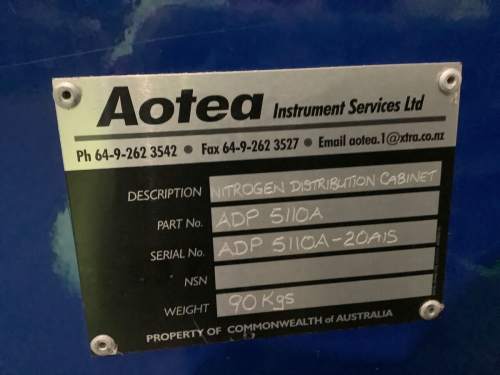 Aotea Instrument Services Ltd
Ph 64-9-262 3542 • Fax 64-9-262 3527 • Email aotea.1@xtra.co.nz
DESCRIPTION NITROGEN DISTRIBUTION CABINET
PART No. ADP 5110A
SERIAL No. ADP 5110A-20AIS
NSN
WEIGHT 90 Kgs
PROPERTY OF COMMONWEALTH of AUSTRALIA